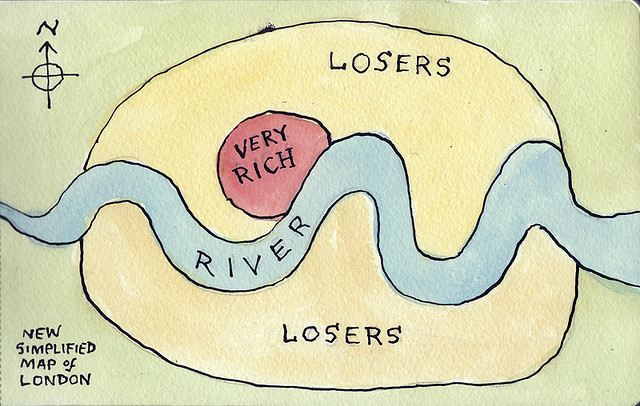 N
LOSERS
VERY
RICH
RIVER
LOSERS
NEW
SIMPLIFIED
MAP of
LONDON